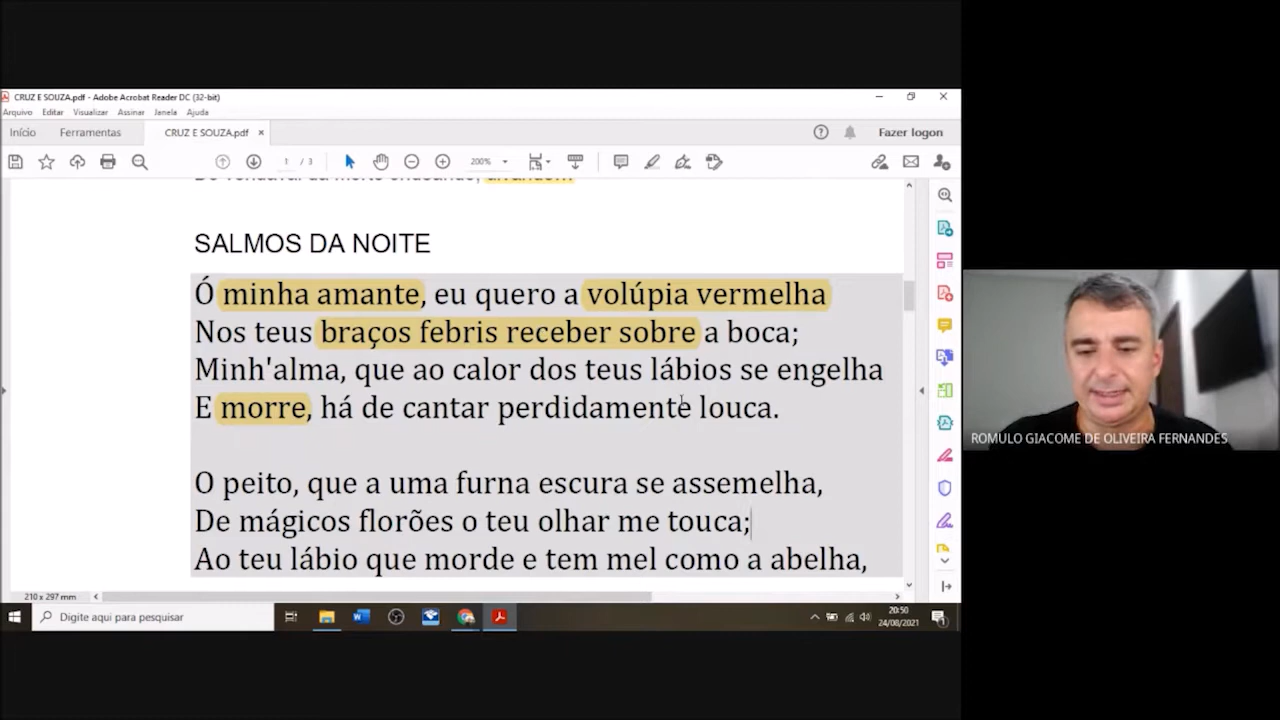 CRUZ E SOUZA.pdf - Adobe Acrobat Reader DC (32-bit)
Arquivo Editar Visualizar Assinar Janela Ajuda
Início Ferramentas CRUZ E SOUZA.pdf × Fazer logon
1 / 3 200%
SALMOS DA NOITE
Ó minha amante, eu quero a volúpia vermelha
Nos teus braços febris receber sobre a boca;
Minh'alma, que ao calor dos teus lábios se engelha
E morre, há de cantar perdidamente louca.
O peito, que a uma furna escura se assemelha,
De mágicos florões o teu olhar me touca;
Ao teu lábio que morde e tem mel como a abelha,
210 x 297 mm
Digite aqui para pesquisar
20:50
24/08/2021
ROMULO GIACOME DE OLIVEIRA FERNANDES